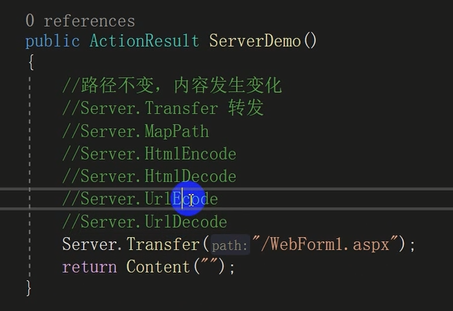 0 references
public ActionResult ServerDemo()
{
//路径不变，内容发生变化
//Server.Transfer 转发
//Server.MapPath
//Server.HtmlEncode
//Server.HtmlDecode
//Server.UrlEcode
//Server.UrlDecode
Server.Transfer(path:"/WebForm1.aspx");
return Content("");
}